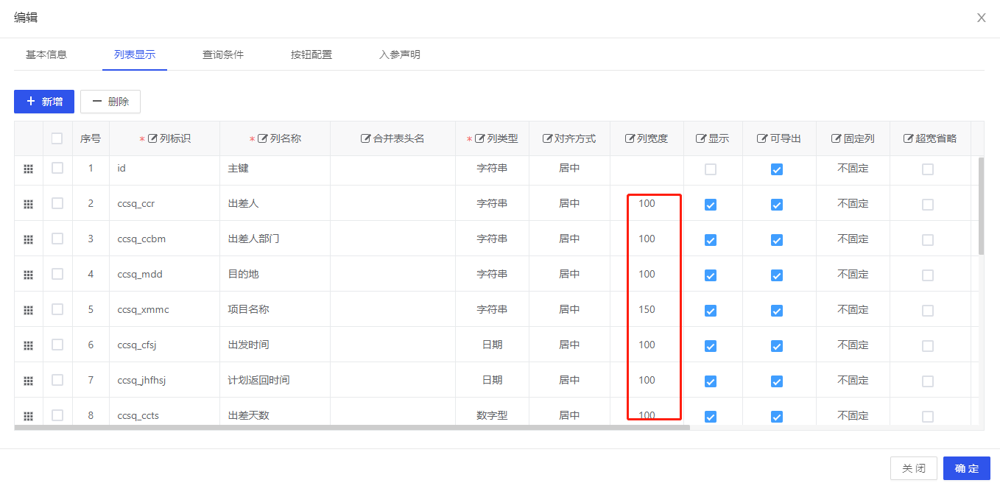 编辑
基本信息 列表显示 查询条件 按钮配置 入参声明
新增 删除
序号 * 列标识 * 列名称 合并表头名 * 列类型 对齐方式 列宽度 显示 可导出 固定列 超宽省略
1 id 主键 字符串 居中 不固定
2 ccsq_ccr 出差人 字符串 居中 100 不固定
3 ccsq_ccbm 出差人部门 字符串 居中 100 不固定
4 ccsq_mdd 目的地 字符串 居中 100 不固定
5 ccsq_xmmc 项目名称 字符串 居中 150 不固定
6 ccsq_cfsj 出发时间 日期 居中 100 不固定
7 ccsq_jhfhsj 计划返回时间 日期 居中 100 不固定
8 ccsq_ccts 出差天数 数字型 居中 100 不固定
关闭 确定